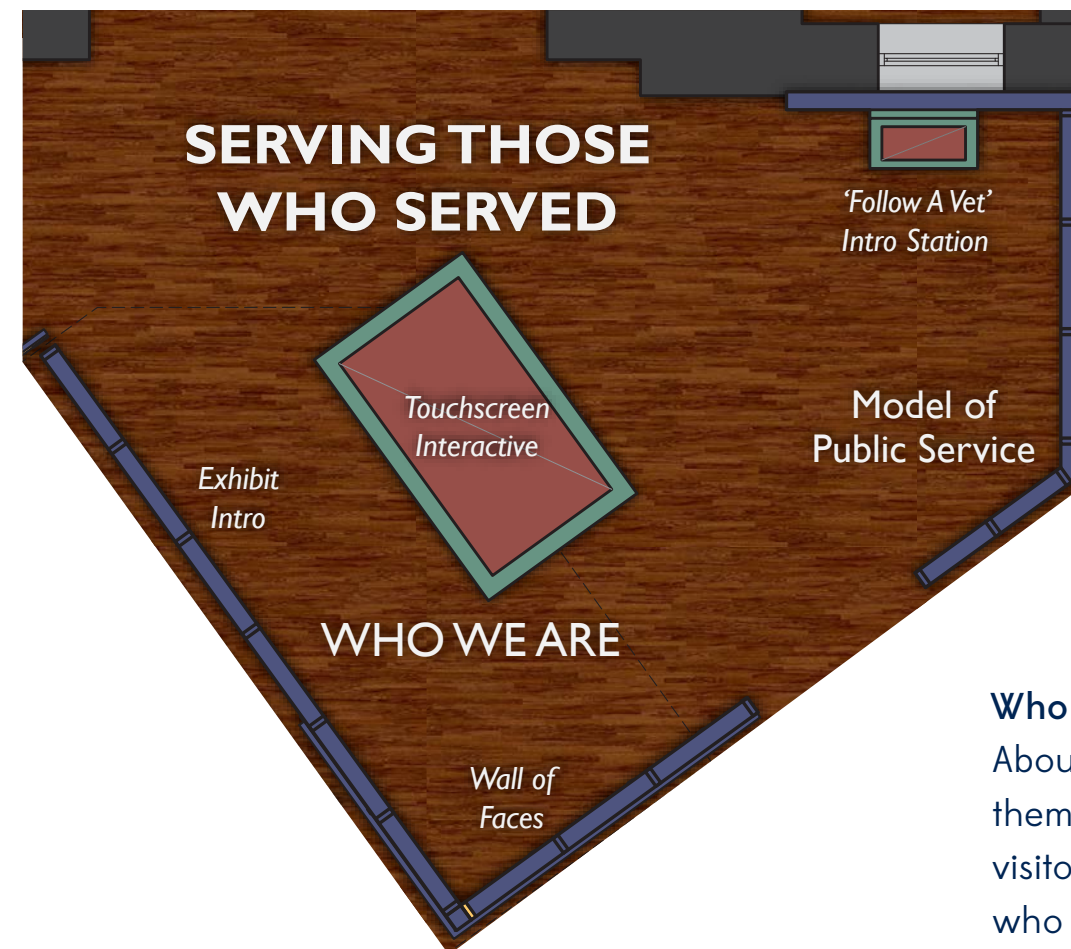 SERVING THOSE
WHO SERVED
‘Follow A Vet’
Intro Station
Touchscreen
Interactive
Model of
Public Service
Exhibit
Intro
WHO WE ARE
Wall of
Faces
Who
Abou
them
visito
who